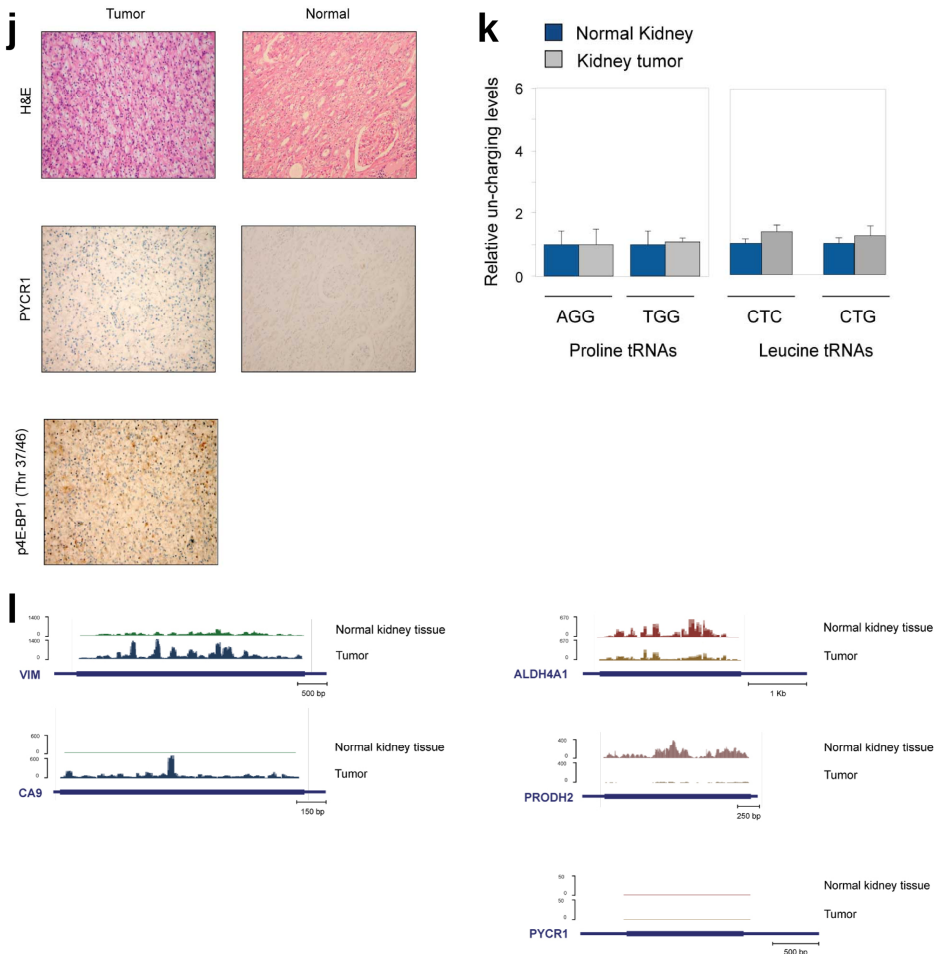 j
Tumor
Normal
H&E
PYCR1
p4E-BP1 (Thr 37/46)
k
Normal Kidney
Kidney tumor
Relative un-charging levels
6
4
2
0
AGG
TGG
CTC
CTG
Proline tRNAs
Leucine tRNAs
l
1400
0
Normal kidney tissue
1400
0
Tumor
VIM
500 bp
600
0
Normal kidney tissue
600
0
Tumor
CA9
150 bp
670
0
Normal kidney tissue
670
0
Tumor
ALDH4A1
1 Kb
400
0
Normal kidney tissue
400
0
Tumor
PRODH2
250 bp
50
0
Normal kidney tissue
50
0
Tumor
PYCR1
500 bp